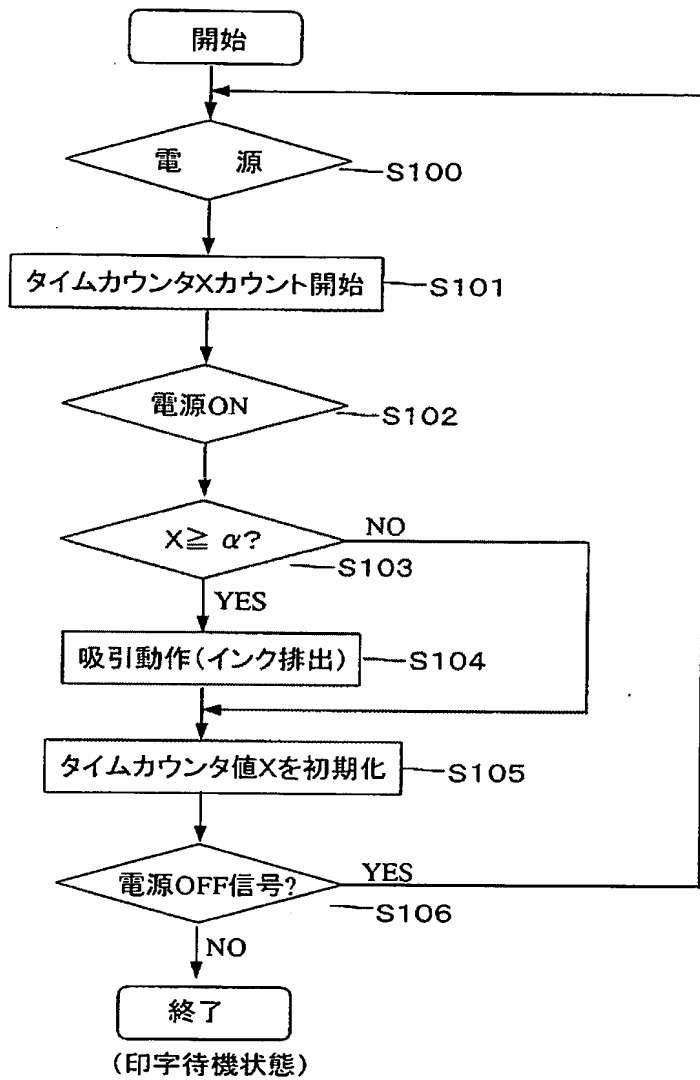 開始
電 源
S100
タイムカウンタXカウント開始
S101
電源ON
S102
X≧ α?
NO
S103
YES
吸引動作(インク排出)
S104
タイムカウンタ値Xを初期化
S105
電源OFF信号?
YES
S106
NO
終了
(印字待機状態)